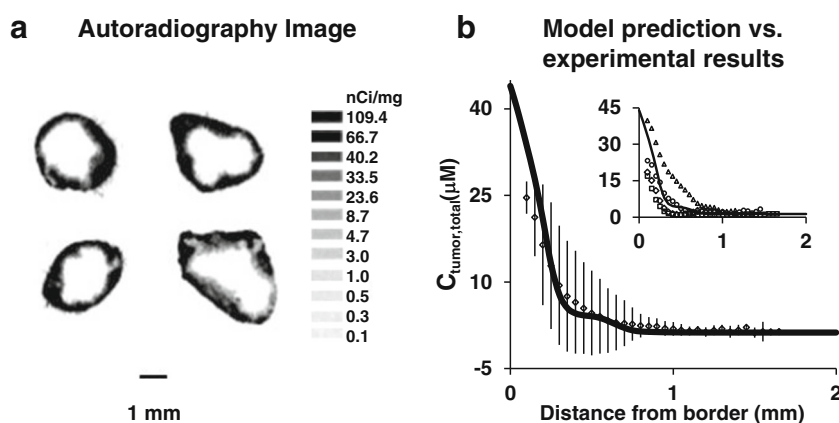 a Autoradiography Image
nCi/mg
109.4
66.7
40.2
33.5
23.6
8.7
4.7
3.0
1.0
0.5
0.3
0.1
1 mm
b Model prediction vs.
experimental results
C tumor,total (μM)
40
25
10
-5
0 1 2
Distance from border (mm)
45
30
15
0
0 1 2